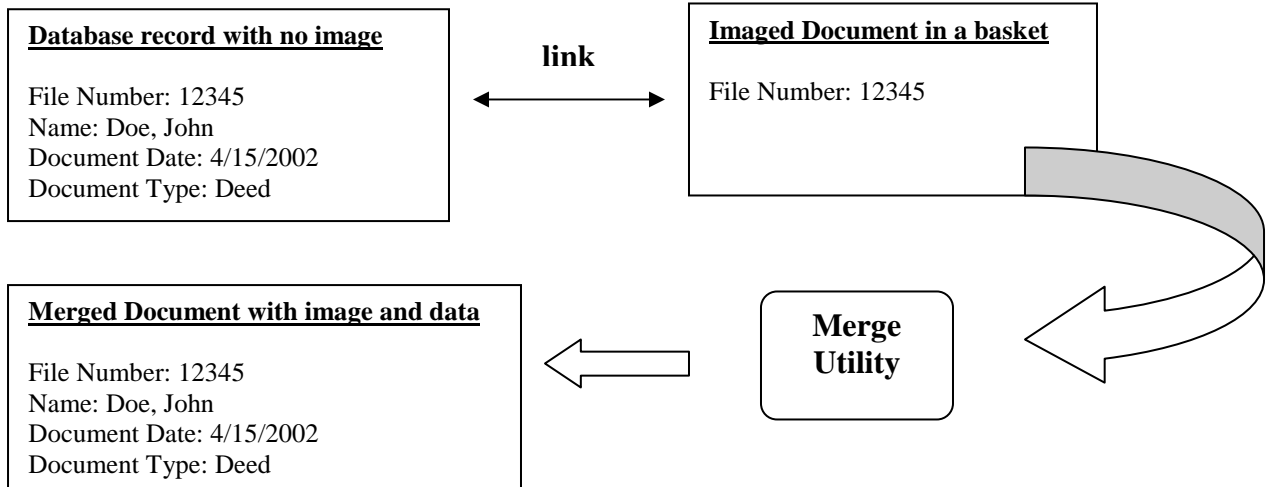 Database record with no image
File Number: 12345
Name: Doe, John
Document Date: 4/15/2002
Document Type: Deed
link
Imaged Document in a basket
File Number: 12345
Merged Document with image and data
File Number: 12345
Name: Doe, John
Document Date: 4/15/2002
Document Type: Deed
Merge
Utility